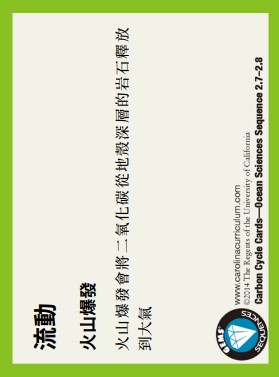 流動
火山爆發
火山爆發會將二氧化碳從地殼深層的岩石釋放
到大氣
www.carolinacurriculum.com
©2014 The Regents of the University of California
Carbon Cycle Cards—Ocean Sciences Sequence 2.7–2.8
GEMS
SEQUENCES